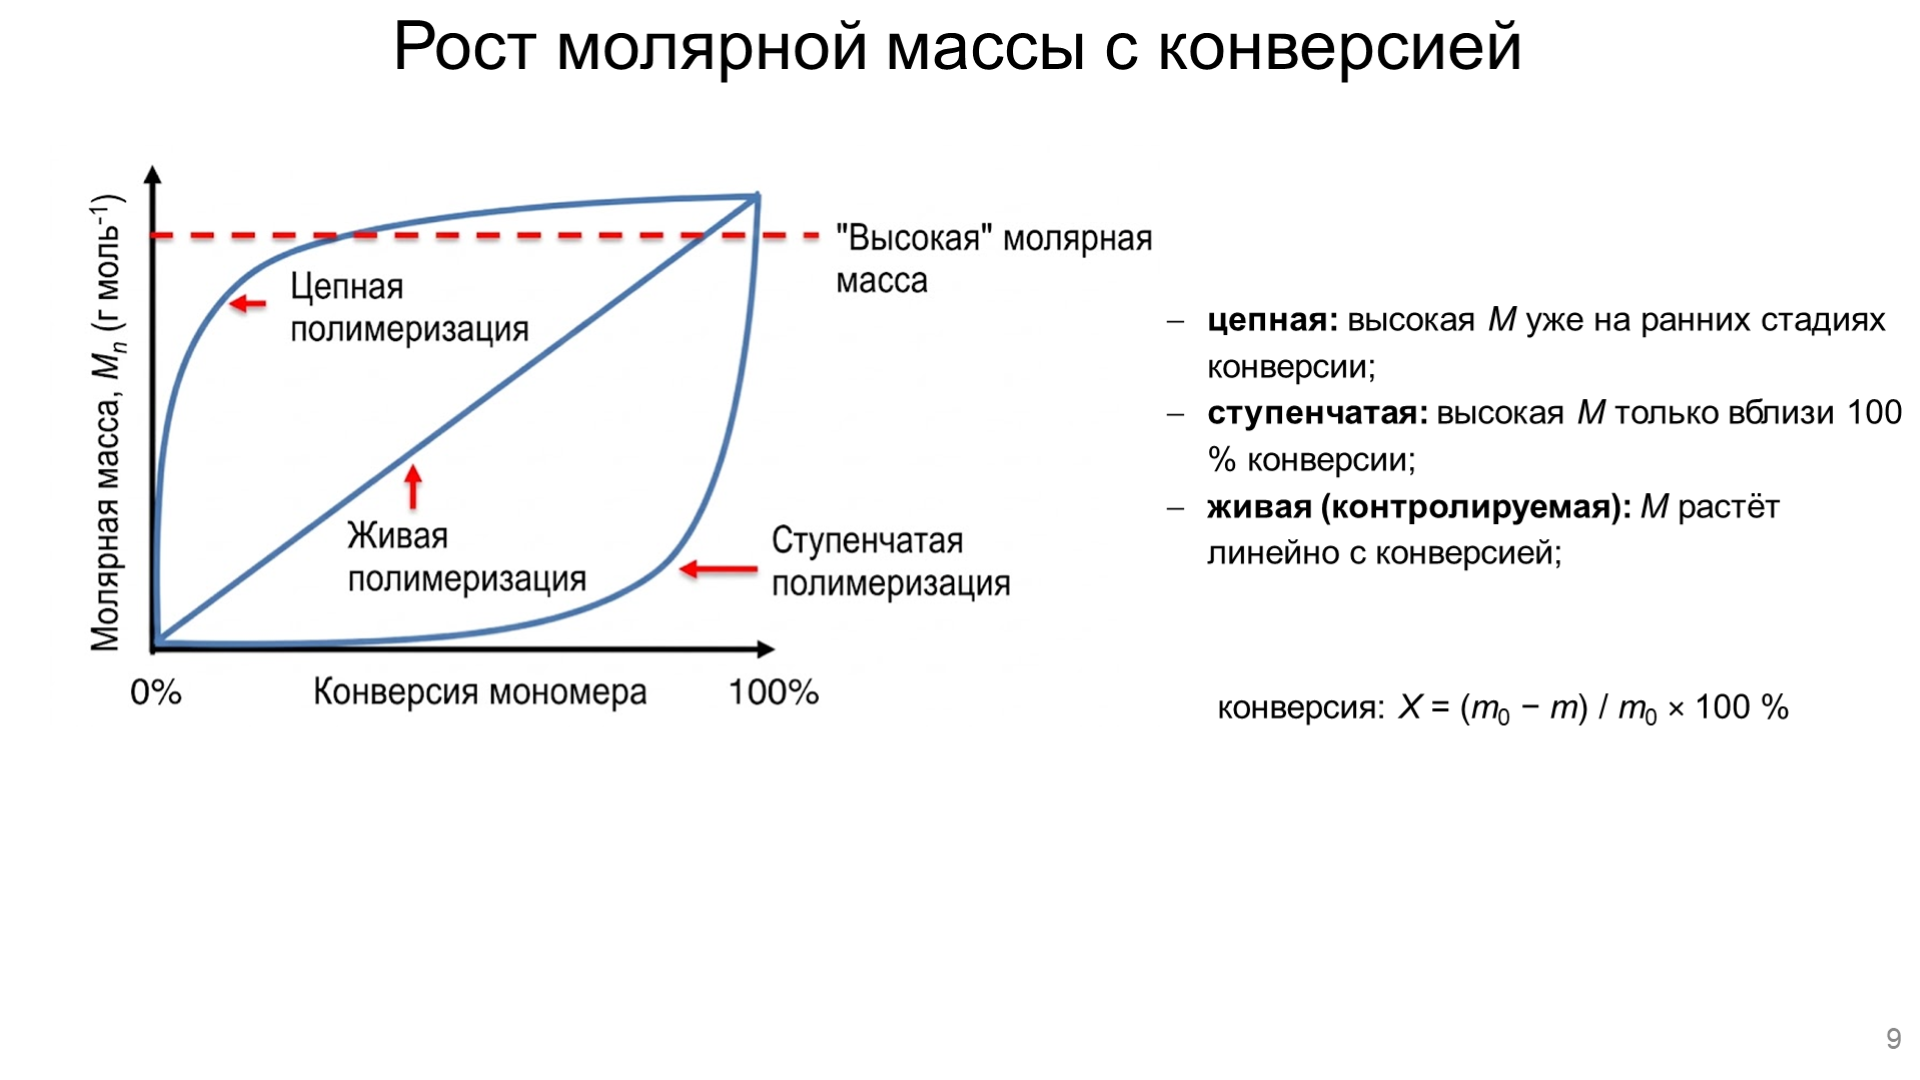 Рост молярной массы с конверсией
Молярная масса, Mn (г моль-1)
"Высокая" молярная
масса
Цепная
полимеризация
Живая
полимеризация
Ступенчатая
полимеризация
0%
Конверсия мономера
100%
– цепная: высокая M уже на ранних стадиях
конверсии;
– ступенчатая: высокая M только вблизи 100
% конверсии;
– живая (контролируемая): M растёт
линейно с конверсией;
конверсия: X = (m0 − m) / m0 × 100 %
9